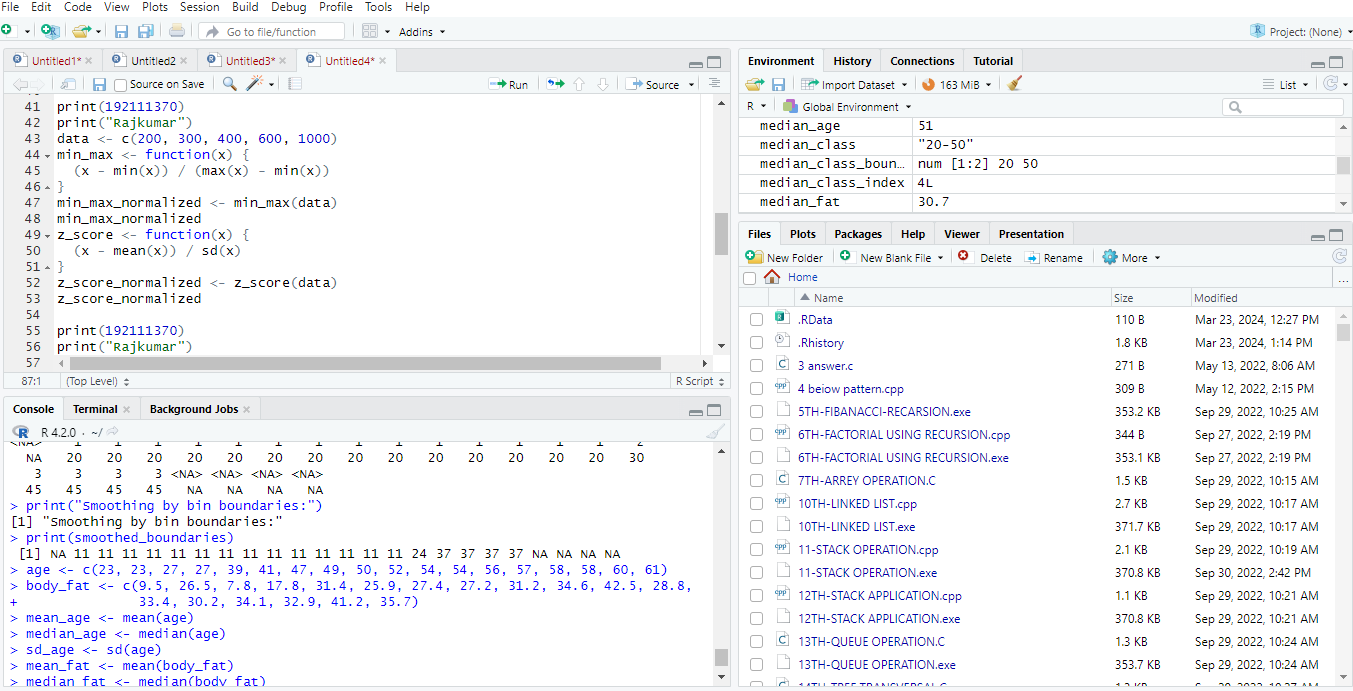 File Edit Code View Plots Session Build Debug Profile Tools Help
Go to file/function Addins Project: (None)
Untitled1* Untitled2 Untitled3* Untitled4*
Source on Save Run Source
41 print(192111370)
42 print("Rajkumar")
43 data <- c(200, 300, 400, 600, 1000)
44 min_max <- function(x) {
45 (x - min(x)) / (max(x) - min(x))
46 }
47 min_max_normalized <- min_max(data)
48 min_max_normalized
49 z_score <- function(x) {
50 (x - mean(x)) / sd(x)
51 }
52 z_score_normalized <- z_score(data)
53 z_score_normalized
54
55 print(192111370)
56 print("Rajkumar")
57
87:1 (Top Level) R Script
Console Terminal Background Jobs
R 4.2.0 · ~/
<NA> 1 1 1 1 1 1 1 1 1 1 1 1 1 1 2
NA 20 20 20 20 20 20 20 20 20 20 20 20 20 20 30
3 3 3 3 <NA> <NA> <NA> <NA>
45 45 45 45 NA NA NA NA
> print("Smoothing by bin boundaries:")
[1] "Smoothing by bin boundaries:"
> print(smoothed_boundaries)
[1] NA 11 11 11 11 11 11 11 11 11 11 11 11 11 11 24 37 37 37 37 NA NA NA NA
> age <- c(23, 23, 27, 27, 39, 41, 47, 49, 50, 52, 54, 54, 56, 57, 58, 58, 60, 61)
> body_fat <- c(9.5, 26.5, 7.8, 17.8, 31.4, 25.9, 27.4, 27.2, 31.2, 34.6, 42.5, 28.8,
+ 33.4, 30.2, 34.1, 32.9, 41.2, 35.7)
> mean_age <- mean(age)
> median_age <- median(age)
> sd_age <- sd(age)
> mean_fat <- mean(body_fat)
> median_fat <- median(body_fat)
Environment History Connections Tutorial
Import Dataset 163 MiB List
R Global Environment
median_age 51
median_class "20-50"
median_class_boun… num [1:2] 20 50
median_class_index 4L
median_fat 30.7
Files Plots Packages Help Viewer Presentation
New Folder New Blank File Delete Rename More
Home ...
Name Size Modified
.RData 110 B Mar 23, 2024, 12:27 PM
.Rhistory 1.8 KB Mar 23, 2024, 1:14 PM
3 answer.c 271 B May 13, 2022, 8:06 AM
4 beiow pattern.cpp 309 B May 12, 2022, 2:15 PM
5TH-FIBANACCI-RECARSION.exe 353.2 KB Sep 29, 2022, 10:25 AM
6TH-FACTORIAL USING RECURSION.cpp 344 B Sep 27, 2022, 2:19 PM
6TH-FACTORIAL USING RECURSION.exe 353.1 KB Sep 27, 2022, 2:19 PM
7TH-ARREY OPERATION.C 1.5 KB Sep 29, 2022, 10:15 AM
10TH-LINKED LIST.cpp 2.7 KB Sep 29, 2022, 10:17 AM
10TH-LINKED LIST.exe 371.7 KB Sep 29, 2022, 10:17 AM
11-STACK OPERATION.cpp 2.1 KB Sep 29, 2022, 10:19 AM
11-STACK OPERATION.exe 370.8 KB Sep 30, 2022, 2:42 PM
12TH-STACK APPLICATION.cpp 1.1 KB Sep 29, 2022, 10:21 AM
12TH-STACK APPLICATION.exe 370.8 KB Sep 29, 2022, 10:21 AM
13TH-QUEUE OPERATION.C 1.3 KB Sep 29, 2022, 10:24 AM
13TH-QUEUE OPERATION.exe 353.7 KB Sep 29, 2022, 10:24 AM
14TH-TREE TRANSVERSAL.C